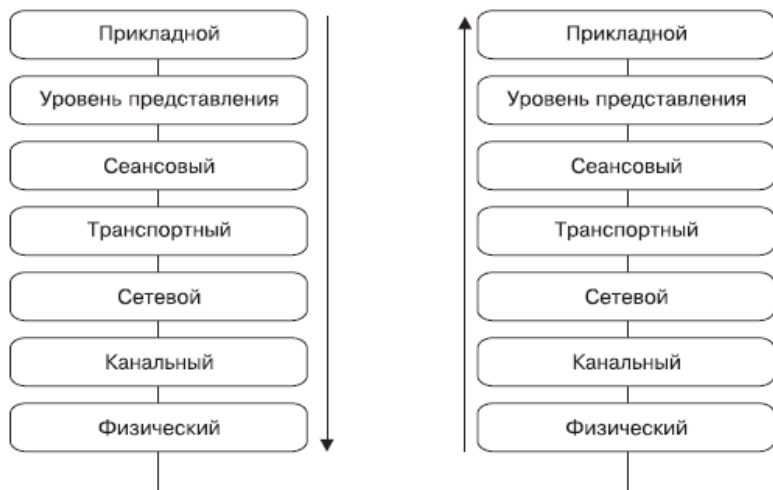 Прикладной
Уровень представления
Сеансовый
Транспортный
Сетевой
Канальный
Физический
Прикладной
Уровень представления
Сеансовый
Транспортный
Сетевой
Канальный
Физический